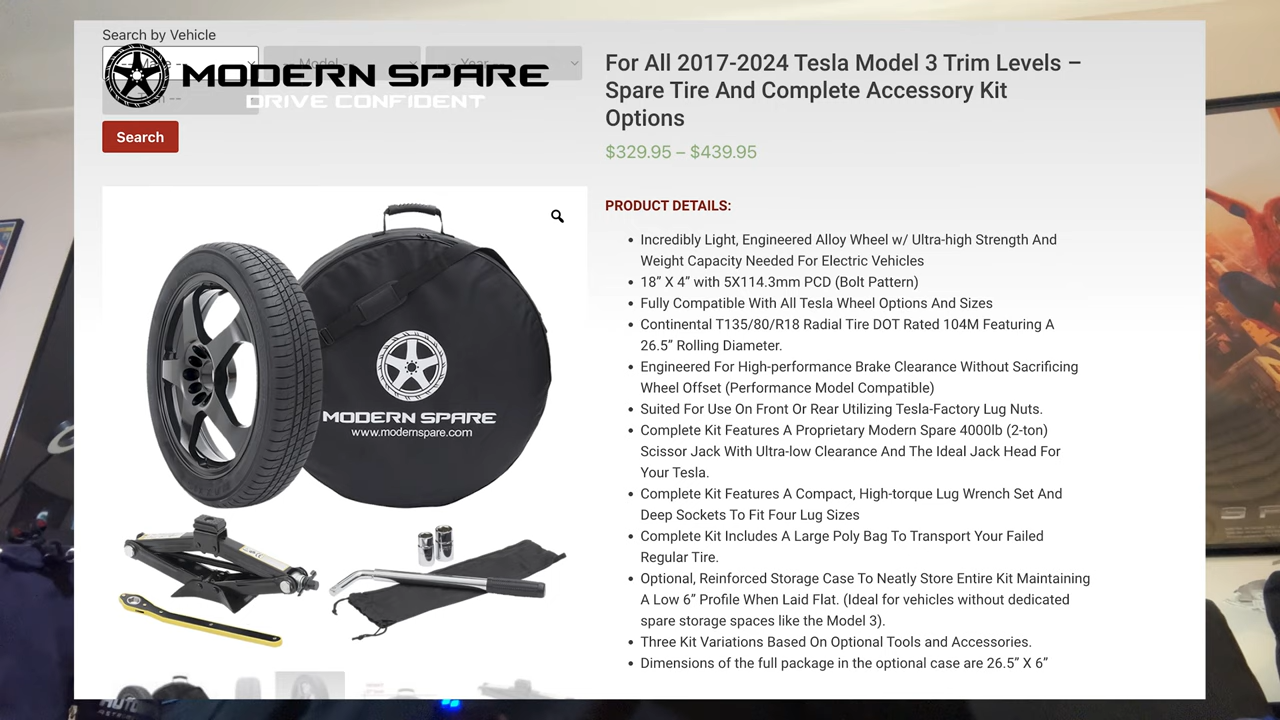 Search by Vehicle
MODERN SPARE
DRIVE CONFIDENT
Search
For All 2017-2024 Tesla Model 3 Trim Levels –
Spare Tire And Complete Accessory Kit
Options
$329.95 – $439.95
MODERN SPARE
www.modernspare.com
PRODUCT DETAILS:
• Incredibly Light, Engineered Alloy Wheel w/ Ultra-high Strength And
Weight Capacity Needed For Electric Vehicles
• 18” X 4” with 5X114.3mm PCD (Bolt Pattern)
• Fully Compatible With All Tesla Wheel Options And Sizes
• Continental T135/80/R18 Radial Tire DOT Rated 104M Featuring A
26.5” Rolling Diameter.
• Engineered For High-performance Brake Clearance Without Sacrificing
Wheel Offset (Performance Model Compatible)
• Suited For Use On Front Or Rear Utilizing Tesla-Factory Lug Nuts.
• Complete Kit Features A Proprietary Modern Spare 4000lb (2-ton)
Scissor Jack With Ultra-low Clearance And The Ideal Jack Head For
Your Tesla.
• Complete Kit Features A Compact, High-torque Lug Wrench Set And
Deep Sockets To Fit Four Lug Sizes
• Complete Kit Includes A Large Poly Bag To Transport Your Failed
Regular Tire.
• Optional, Reinforced Storage Case To Neatly Store Entire Kit Maintaining
A Low 6” Profile When Laid Flat. (Ideal for vehicles without dedicated
spare storage spaces like the Model 3).
• Three Kit Variations Based On Optional Tools and Accessories.
• Dimensions of the full package in the optional case are 26.5” X 6”